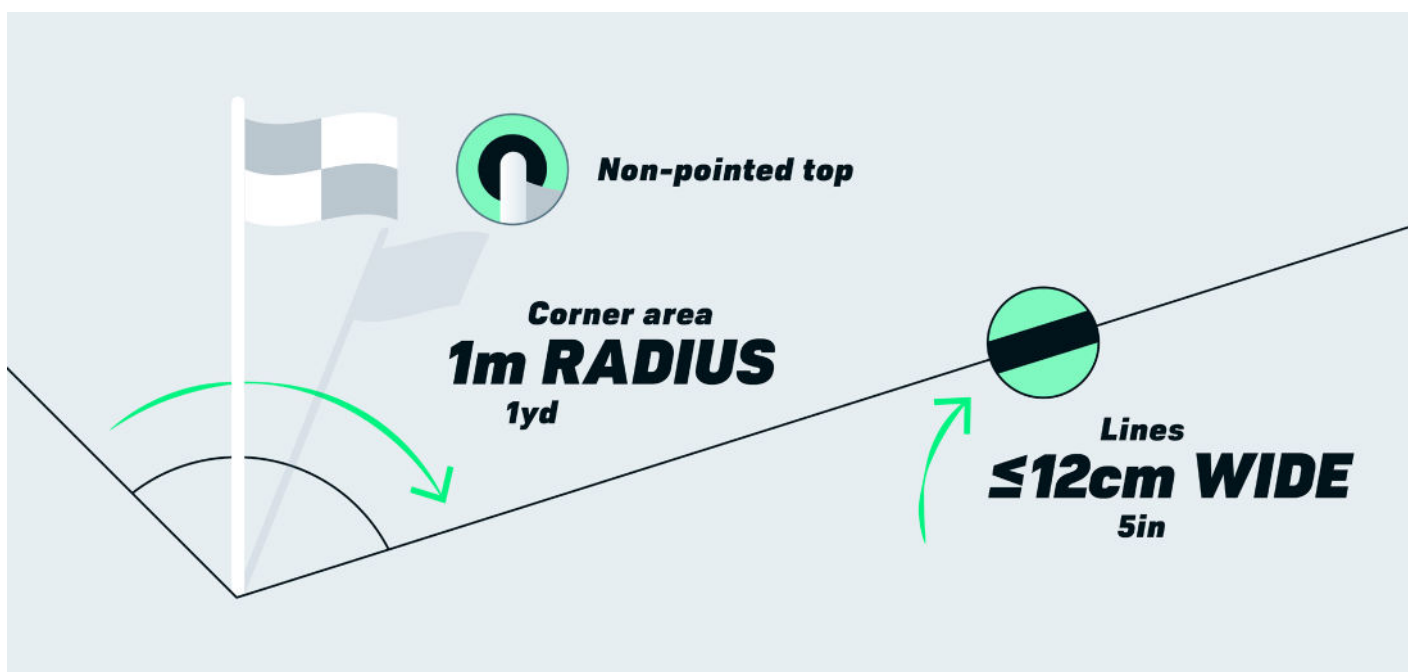 Non-pointed top
Corner area
1m RADIUS
1yd
Lines
≤12cm WIDE
5in